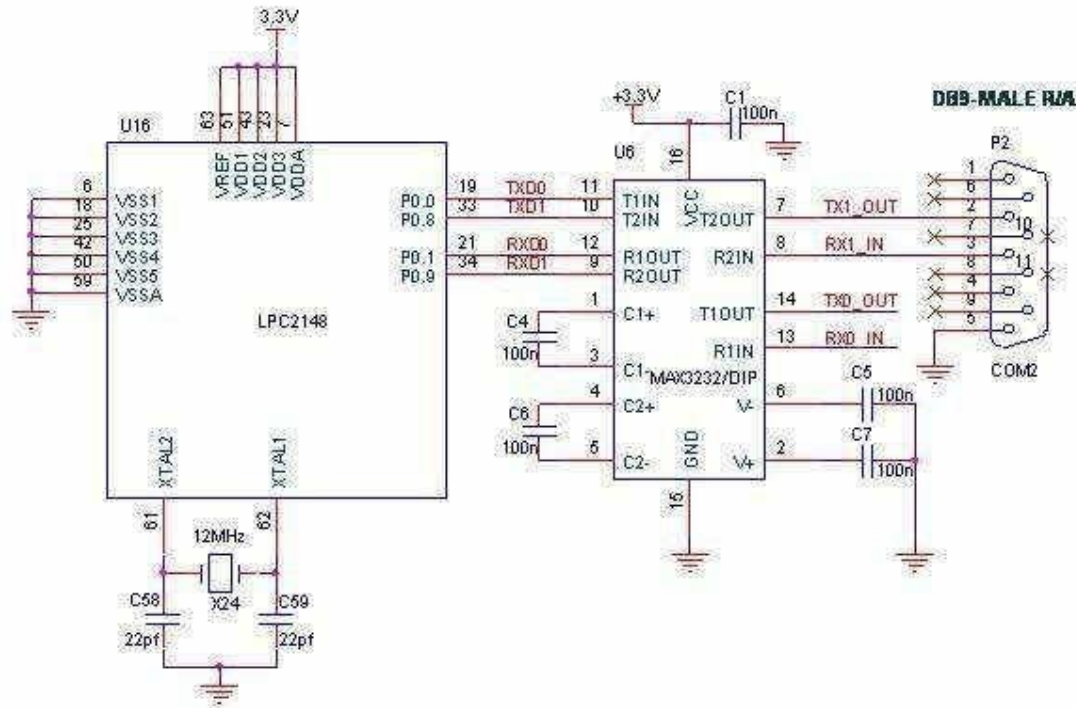 3.3V
63
51
43
23
7
U16
VREF
VDD1
VDD2
VDD3
VDDA
6
18
25
42
50
59
VSS1
VSS2
VSS3
VSS4
VSS5
VSSA
P0.0
P0.8
P0.1
P0.9
LPC2148
XTAL2
XTAL1
61
62
12MHz
X24
C58
22pf
C59
22pf
19 TXD0 11
33 TXD1 10
21 RXD0 12
34 RXD1 9
+3.3V
C1
100n
U6
16
VCC
T1IN
T2IN
R1OUT
R2OUT
C1+
C1-
C2+
C2-
T2OUT
R2IN
T1OUT
R1IN
MAX3232/DIP
V-
V+
GND
15
1
C4
100n
3
4
C6
100n
5
7 TX1_OUT
8 RX1_IN
14 TXD_OUT
13 RXD_IN
6
C5
100n
2
C7
100n
DB9-MALE R/A
P2
1
6
2
7
3
8
4
9
5
10
11
COM2